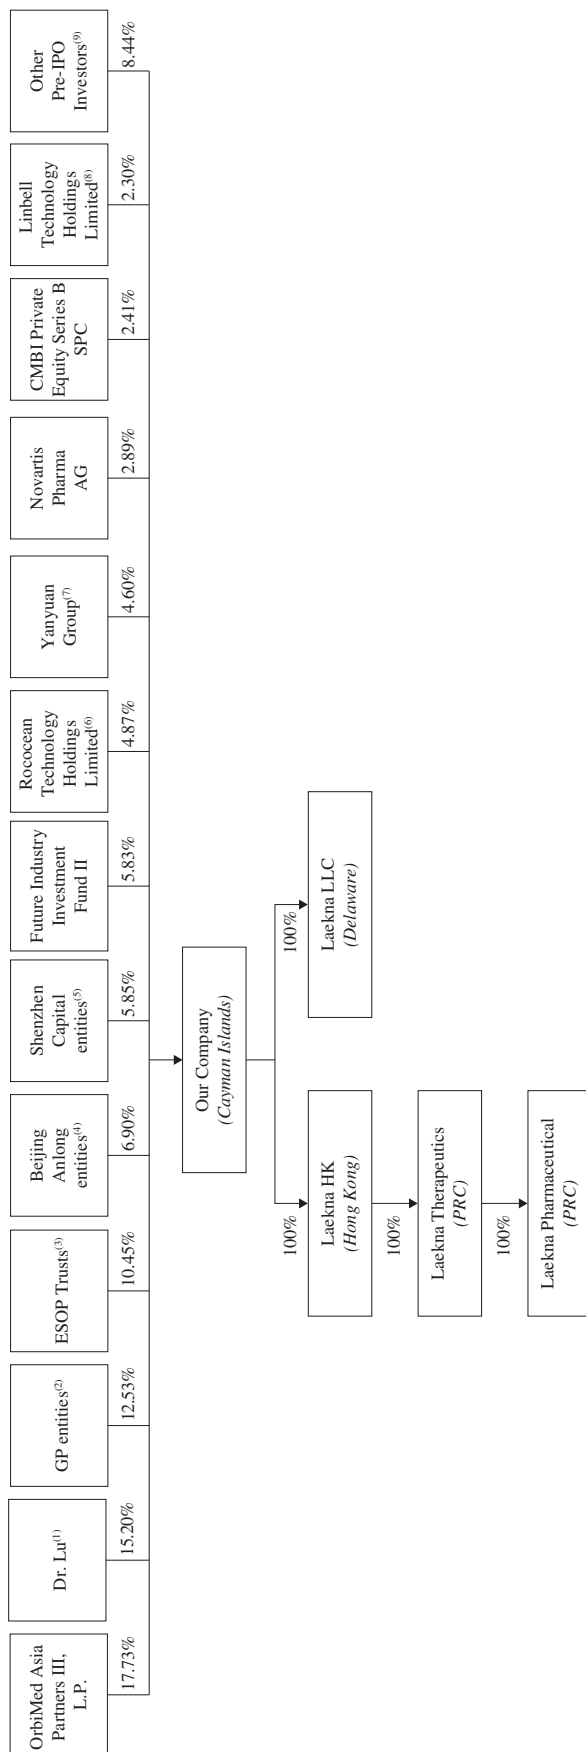 OrbiMed Asia
Partners III,
L.P.
Dr. Lu(1)
GP entities(2)
ESOP Trusts(3)
Beijing
Anlong
entities(4)
Shenzhen
Capital
entities(5)
Future Industry
Investment
Fund II
Rococean
Technology
Holdings
Limited(6)
Yanyuan
Group(7)
Novartis
Pharma
AG
CMBI Private
Equity Series B
SPC
Linbell
Technology
Holdings
Limited(8)
Other
Pre-IPO
Investors(9)
17.73%
15.20%
12.53%
10.45%
6.90%
5.85%
5.83%
4.87%
4.60%
2.89%
2.41%
2.30%
8.44%
Our Company
(Cayman Islands)
100%
100%
Laekna HK
(Hong Kong)
Laekna LLC
(Delaware)
100%
Laekna Therapeutics
(PRC)
100%
Laekna Pharmaceutical
(PRC)